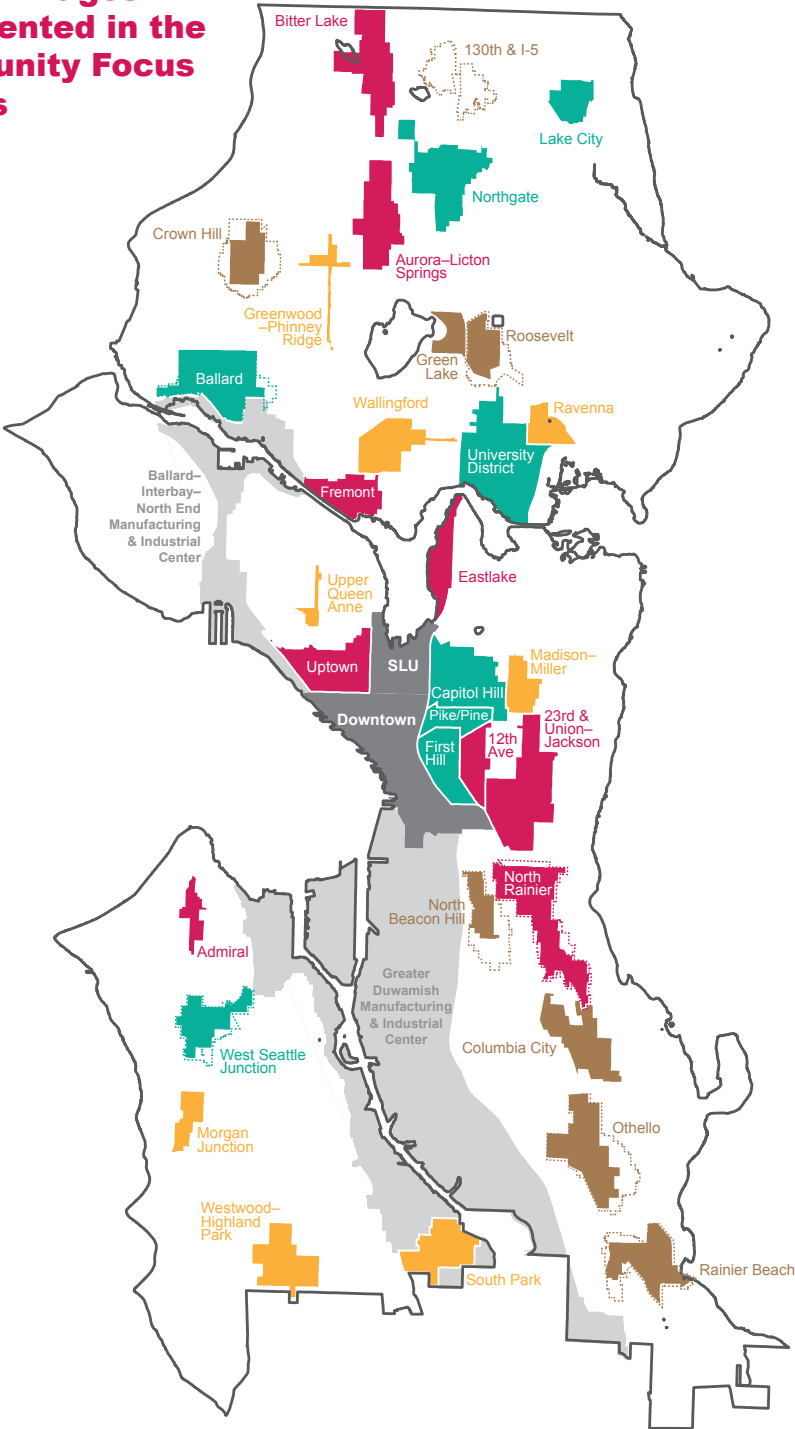 ented in the
unity Focus
s
Bitter Lake
130th & I-5
Lake City
Northgate
Crown Hill
Aurora–Licton
Springs
Greenwood
–Phinney
Ridge
Roosevelt
Green
Lake
Ballard
Wallingford
Ravenna
University
District
Ballard–
Interbay–
North End
Manufacturing
& Industrial
Center
Fremont
Upper
Queen
Anne
Eastlake
Uptown
SLU
Madison–
Miller
Capitol Hill
Downtown
Pike/Pine
23rd &
Union–
Jackson
12th
Ave
First
Hill
North
Rainier
North
Beacon Hill
Admiral
Greater
Duwamish
Manufacturing
& Industrial
Center
West Seattle
Junction
Columbia City
Morgan
Junction
Othello
Westwood–
Highland
Park
South Park
Rainier Beach